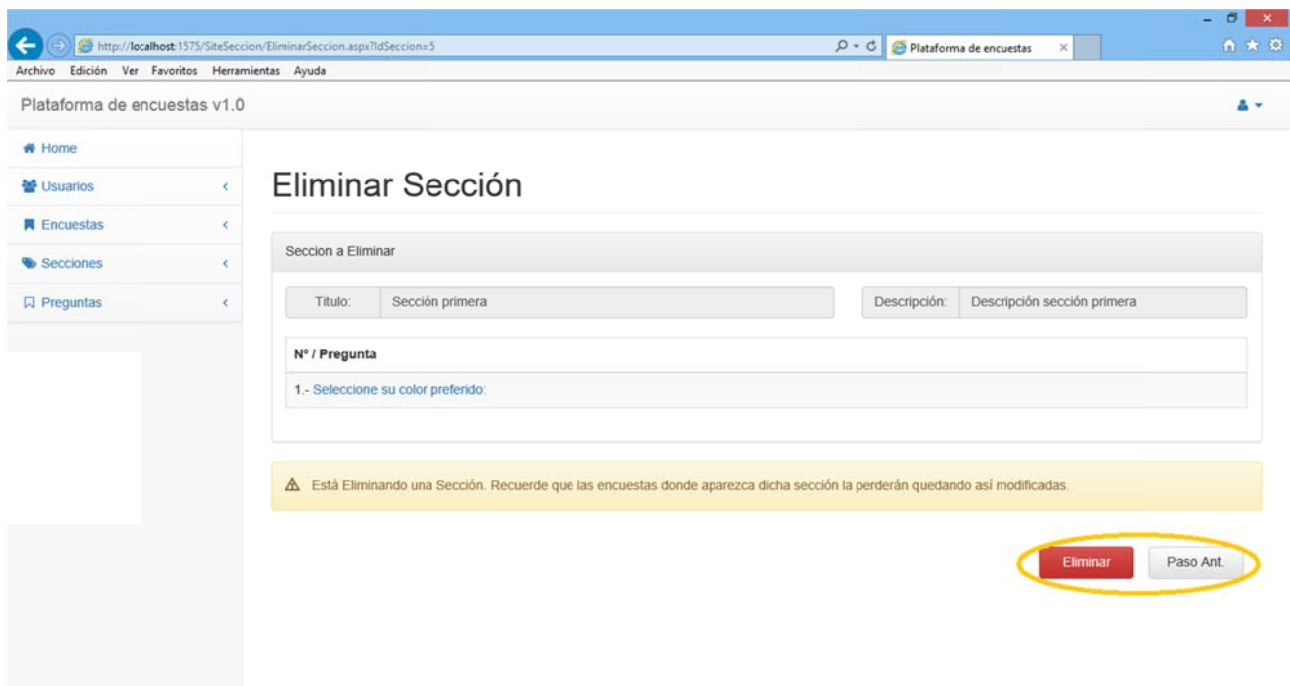 http://localhost:1575/SiteSeccion/EliminarSeccion.aspx?IdSeccion=5
Plataforma de encuestas
Archivo Edición Ver Favoritos Herramientas Ayuda
Plataforma de encuestas v1.0
Home
Usuarios
Encuestas
Secciones
Preguntas
Eliminar Sección
Seccion a Eliminar
Titulo: Sección primera Descripción: Descripción sección primera
Nº / Pregunta
1.- Seleccione su color preferido:
Está Eliminando una Sección. Recuerde que las encuestas donde aparezca dicha sección la perderán quedando así modificadas.
Eliminar Paso Ant.